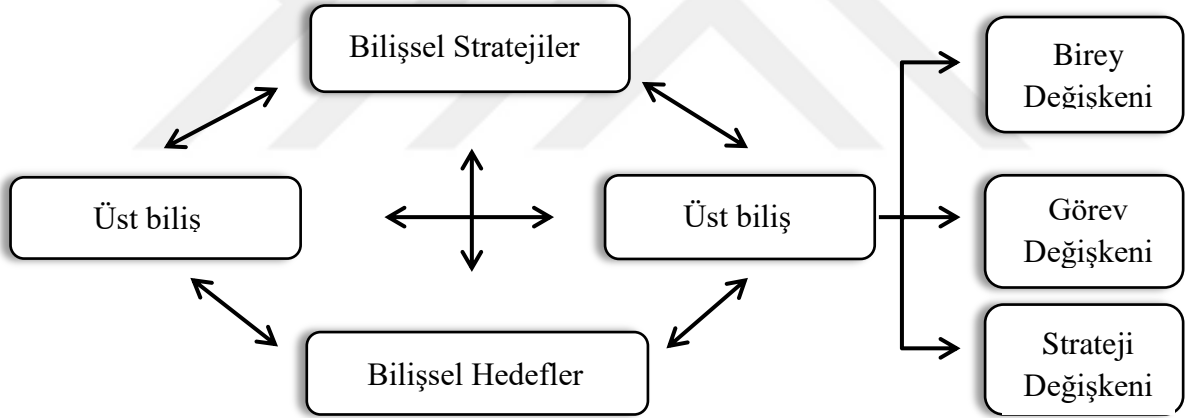 Bilişsel Stratejiler
Birey
Değişkeni
Üst biliş
Üst biliş
Görev
Değişkeni
Bilişsel Hedefler
Strateji
Değişkeni